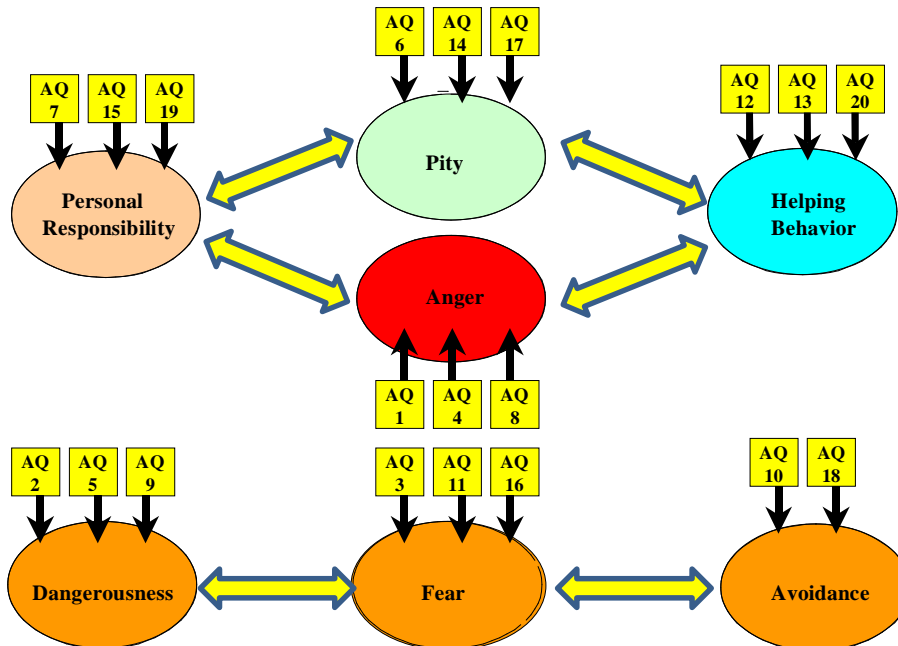 AQ
6
AQ
14
AQ
17
AQ
7
AQ
15
AQ
19
AQ
12
AQ
13
AQ
20
Pity
Personal
Responsibility
Helping
Behavior
Anger
AQ
1
AQ
4
AQ
8
AQ
2
AQ
5
AQ
9
AQ
3
AQ
11
AQ
16
AQ
10
AQ
18
Dangerousness
Fear
Avoidance